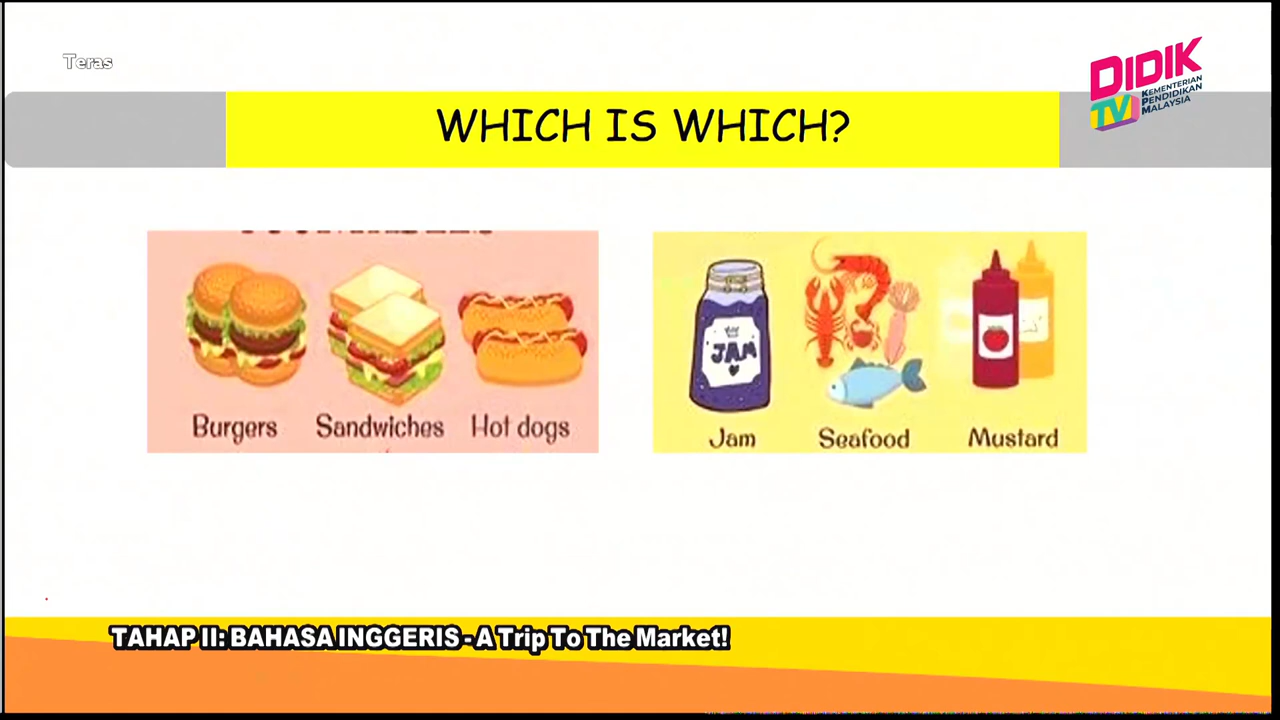 Teras
DIDIK
TV
KEMENTERIAN
PENDIDIKAN
MALAYSIA
WHICH IS WHICH?
Burgers
Sandwiches
Hot dogs
JAM
Jam
Seafood
Mustard
TAHAP II: BAHASA INGGERIS - A Trip To The Market!